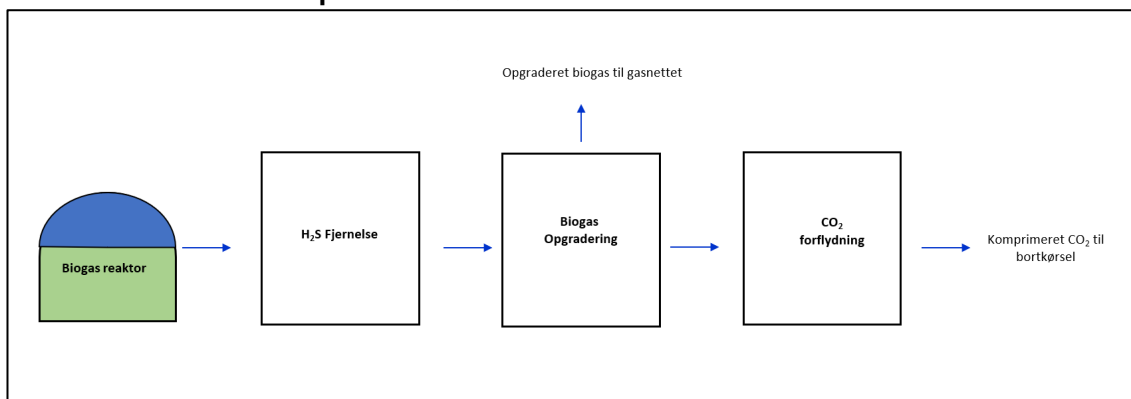 Opgraderet biogas til gasnettet
Biogas reaktor
H₂S Fjernelse
Biogas
Opgradering
CO₂
forflydning
Komprimeret CO₂ til
bortkørsel